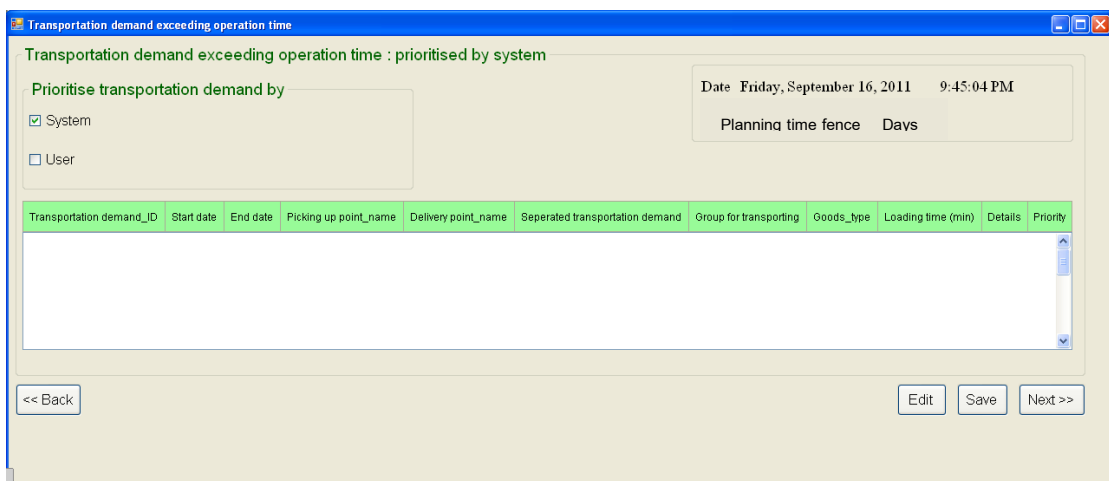 Transportation demand exceeding operation time
Transportation demand exceeding operation time : prioritised by system
Prioritise transportation demand by
System
User
Date Friday, September 16, 2011 9:45:04 PM
Planning time fence Days
Transportation demand_ID Start date End date Picking up point_name Delivery point_name Seperated transportation demand Group for transporting Goods_type Loading time (min) Details Priority
<< Back Edit Save Next >>